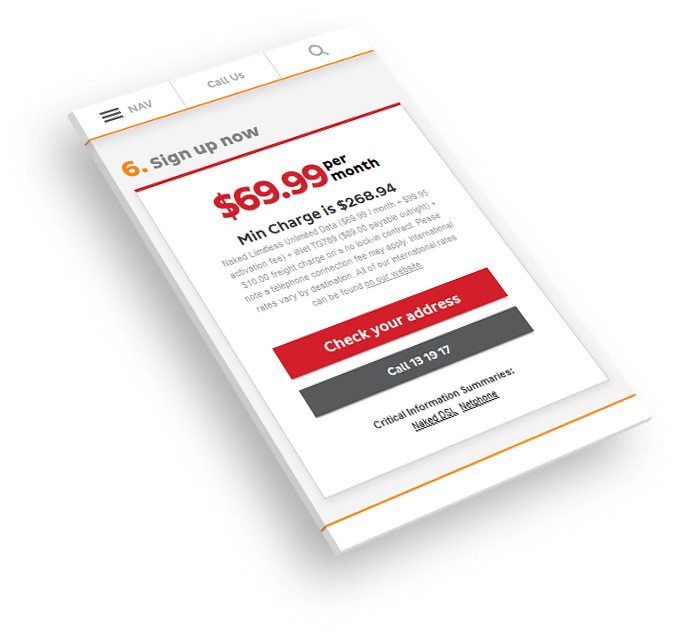 NAV
Call Us
6. Sign up now
$69.99 per month
Min Charge is $268.94
Naked Limitless Unlimited Data ($69.99 / month + $99.95
activation fee) + iiNet TG789 ($89.00 payable outright) +
$10.00 freight charge on a no lock-in contract. Please
note a telephone connection fee may apply. International
rates vary by destination. All of our international rates
can be found on our website.
Check your address
Call 13 19 17
Critical Information Summaries:
Naked DSL Netphone